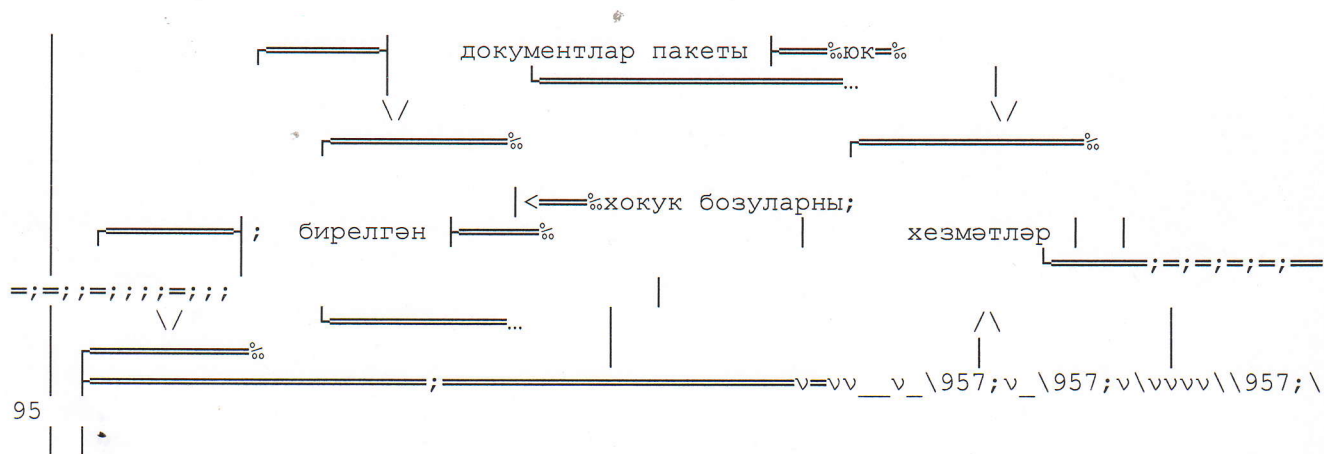 документлар пакеты ‰юк=‰
...
\/ \/
‰ ‰
<═══‰хокук бозуларны;
; бирелгән ‰ хезмәтләр
;=;=;=;=;==
=;=;;=;;;;=;;;
\/ ... /\
‰
;ν=νν__ν_\957;ν_\957;ν\νννν\\957;\
95